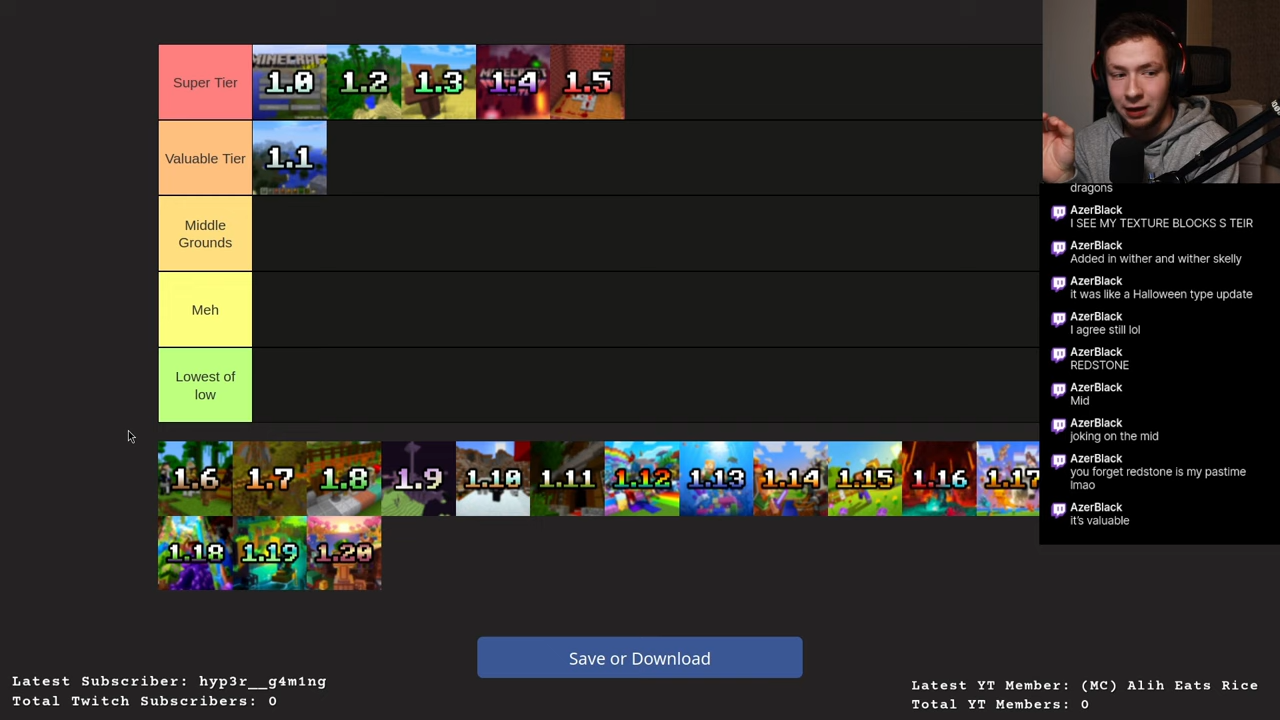 Super Tier
MINECRAFT
1.0
1.2
1.3
1.4
1.5
Valuable Tier
1.1
Middle
Grounds
Meh
Lowest of
low
1.6
1.7
1.8
1.9
1.10
1.11
1.12
1.13
1.14
1.15
1.16
1.17
1.18
1.19
1.20
Save or Download
dragons
AzerBlack
I SEE MY TEXTURE BLOCKS S TEIR
AzerBlack
Added in wither and wither skelly
AzerBlack
It was like a Halloween type update
AzerBlack
I agree still lol
AzerBlack
REDSTONE
AzerBlack
Mid
AzerBlack
joking on the mid
AzerBlack
you forget redstone is my pastime
lmao
AzerBlack
it's valuable
Latest Subscriber: hyp3r__g4m1ng
Total Twitch Subscribers: 0
Latest YT Member: (MC) Alih Eats Rice
Total YT Members: 0